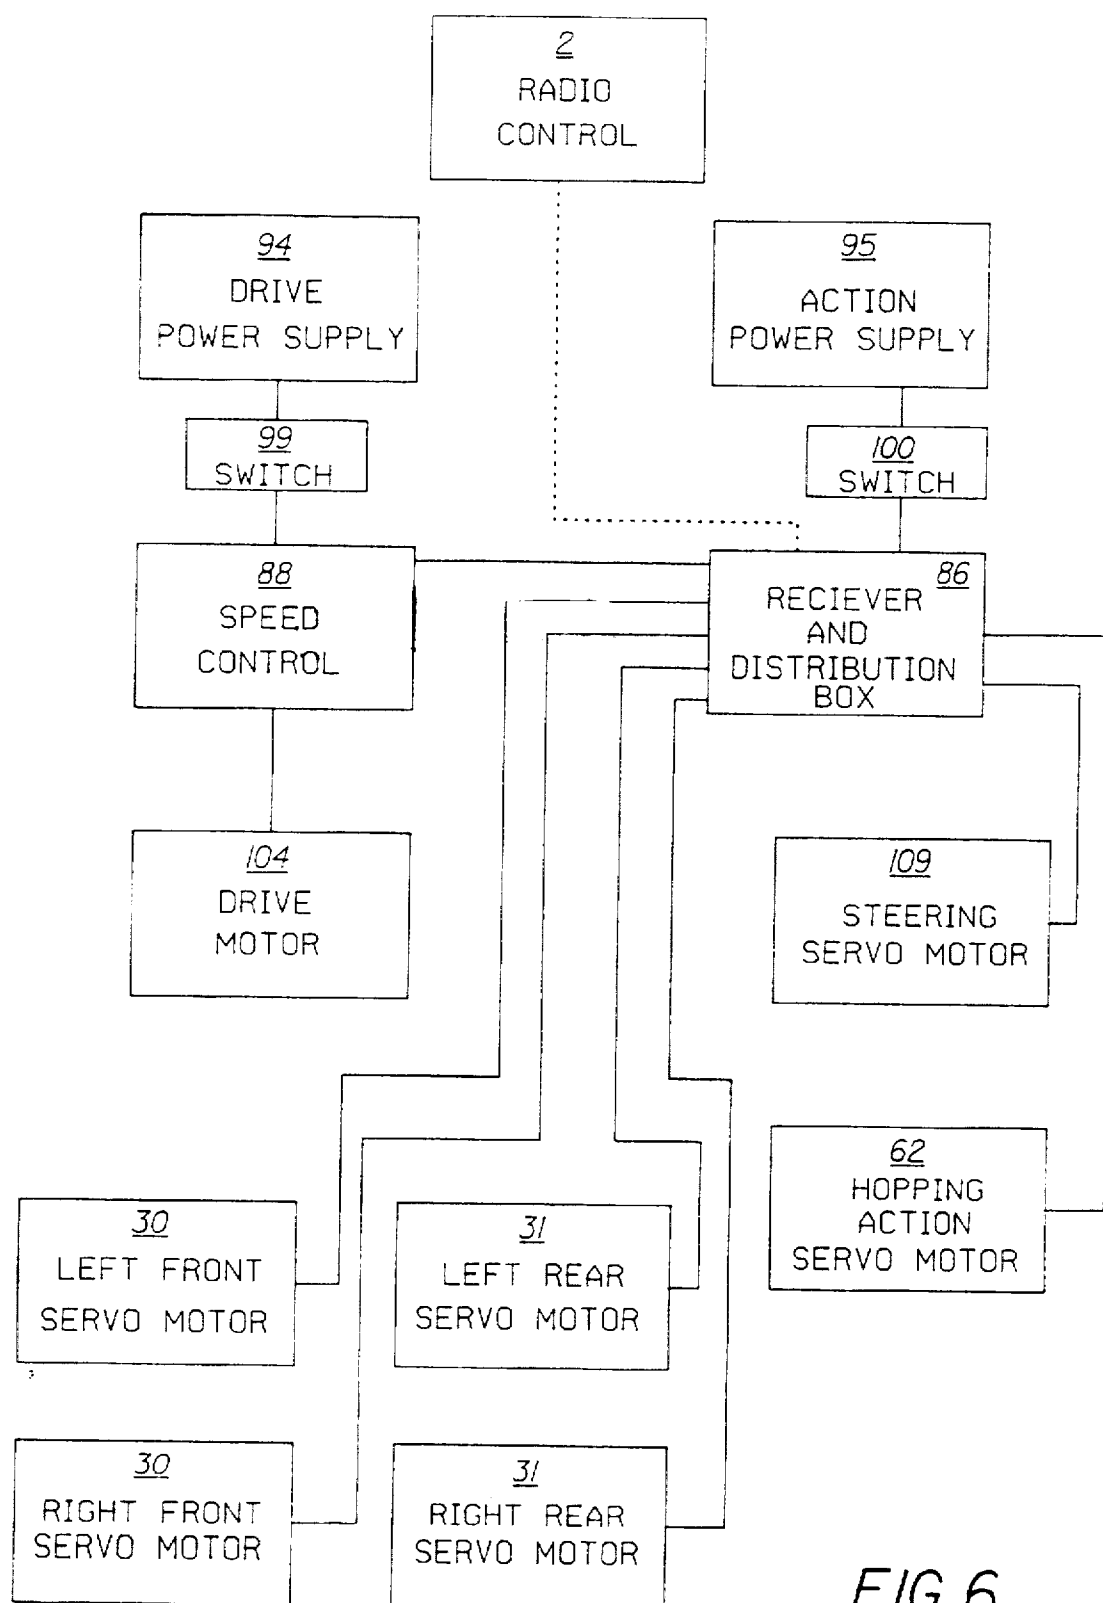 2
RADIO
CONTROL
94
DRIVE
POWER SUPPLY
95
ACTION
POWER SUPPLY
99
SWITCH
100
SWITCH
88
SPEED
CONTROL
86
RECIEVER
AND
DISTRIBUTION
BOX
104
DRIVE
MOTOR
109
STEERING
SERVO MOTOR
62
HOPPING
ACTION
SERVO MOTOR
30
LEFT FRONT
SERVO MOTOR
31
LEFT REAR
SERVO MOTOR
30
RIGHT FRONT
SERVO MOTOR
31
RIGHT REAR
SERVO MOTOR
FIG.6